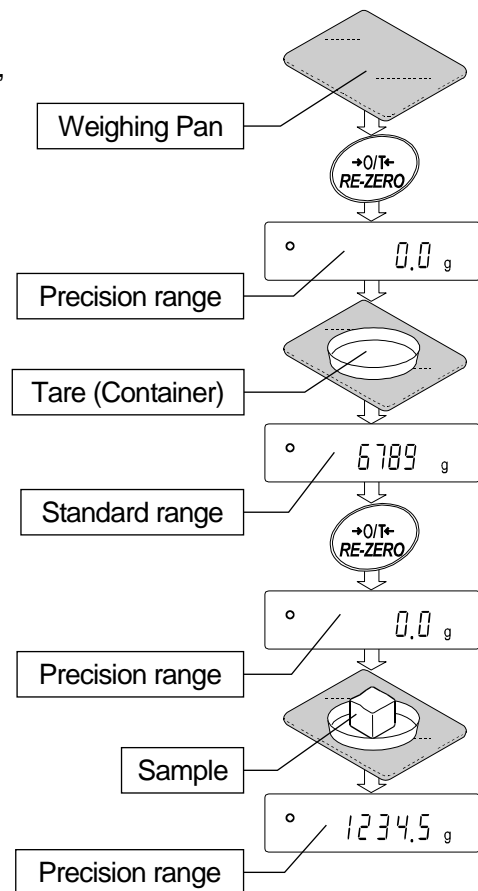 ,
Weighing Pan
→0/T←
RE-ZERO
0.0 g
Precision range
Tare (Container)
6789 g
Standard range
→0/T←
RE-ZERO
0.0 g
Precision range
Sample
1234.5 g
Precision range